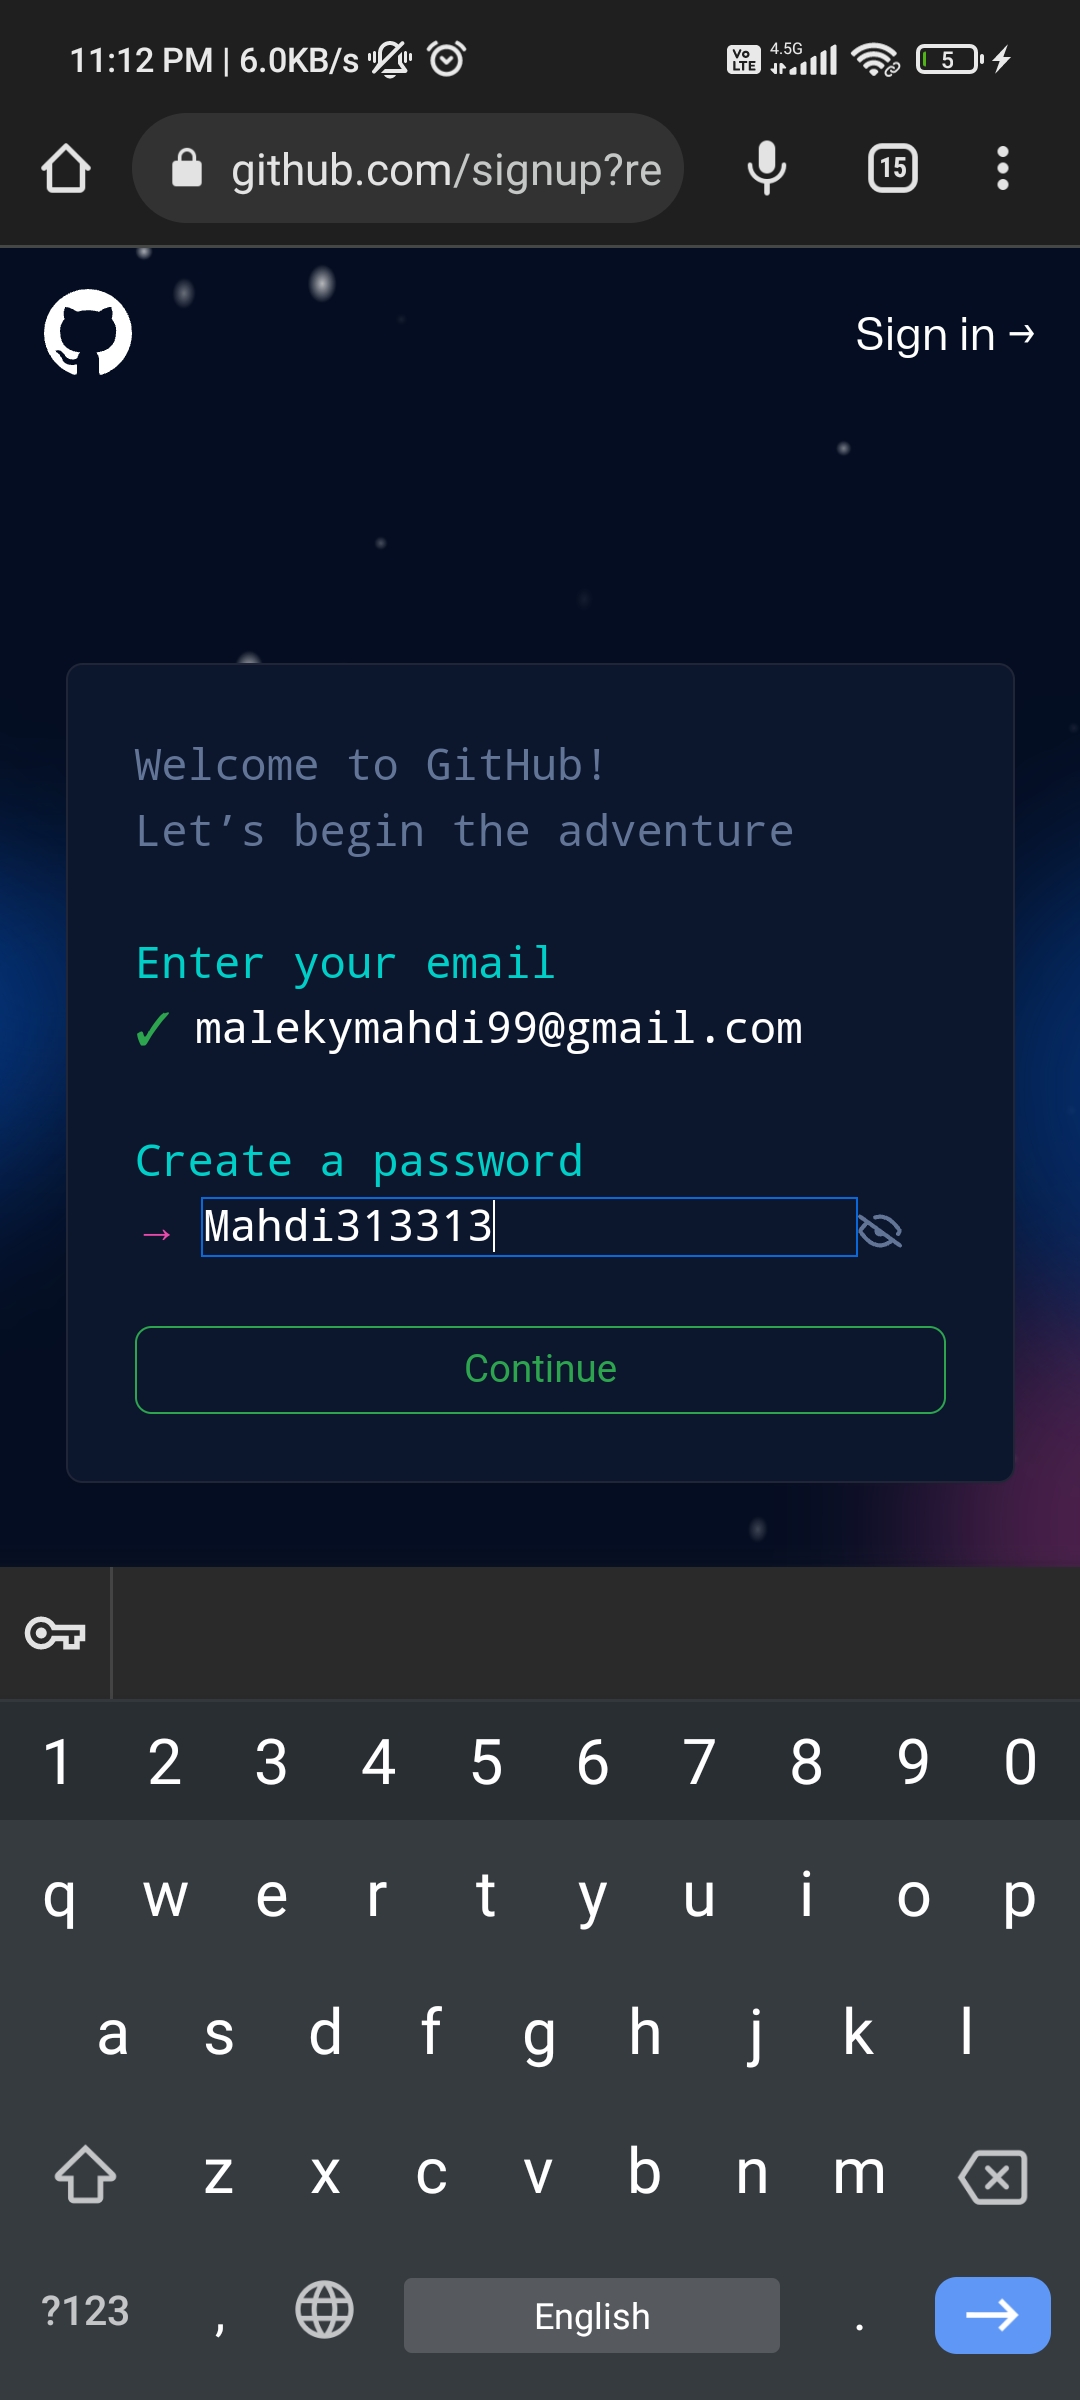 11:12 PM | 6.0KB/s Vo LTE 4.5G 5
github.com/signup?re 15
Sign in →
Welcome to GitHub!
Let’s begin the adventure
Enter your email
✓ malekymahdi99@gmail.com
Create a password
→ Mahdi313313
Continue
1 2 3 4 5 6 7 8 9 0
q w e r t y u i o p
a s d f g h j k l
z x c v b n m
?123 , English .